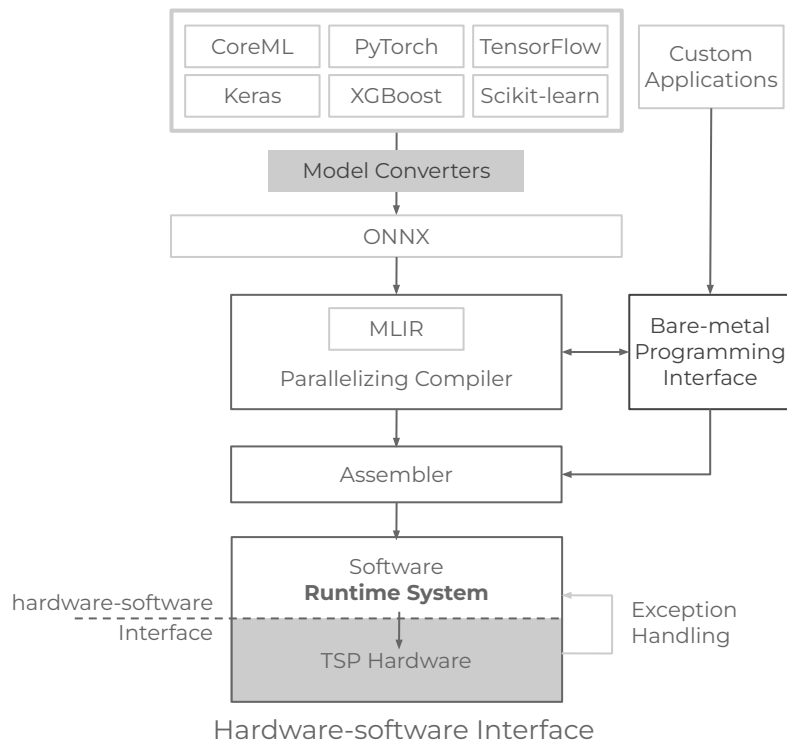 CoreML
PyTorch
TensorFlow
Keras
XGBoost
Scikit-learn
Custom
Applications
Model Converters
ONNX
MLIR
Parallelizing Compiler
Bare-metal
Programming
Interface
Assembler
Software
Runtime System
hardware-software
Interface
TSP Hardware
Exception
Handling
Hardware-software Interface